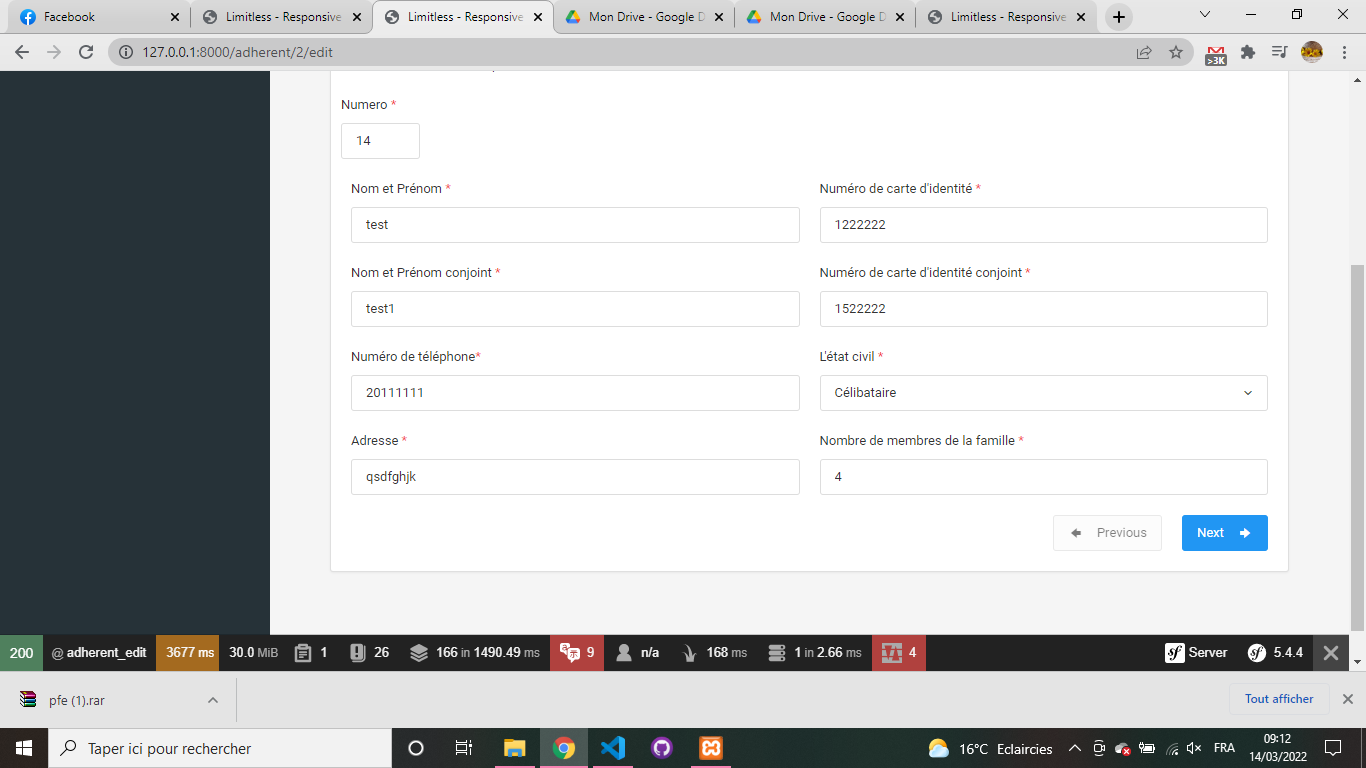 Facebook
Limitless - Responsive
Limitless - Responsive
Mon Drive - Google D
Mon Drive - Google D
Limitless - Responsive
127.0.0.1:8000/adherent/2/edit
>3K
Numero *
14
Nom et Prénom *
Numéro de carte d'identité *
test
1222222
Nom et Prénom conjoint *
Numéro de carte d'identité conjoint *
test1
1522222
Numéro de téléphone*
L'état civil *
20111111
Célibataire
Adresse *
Nombre de membres de la famille *
qsdfghjk
4
Previous
Next
200 @ adherent_edit 3677 ms 30.0 MiB 1 26 166 in 1490.49 ms 9 n/a 168 ms 1 in 2.66 ms 4 sf Server sf 5.4.4
pfe (1).rar
Tout afficher
Taper ici pour rechercher
16°C Eclaircies
FRA
09:12
14/03/2022